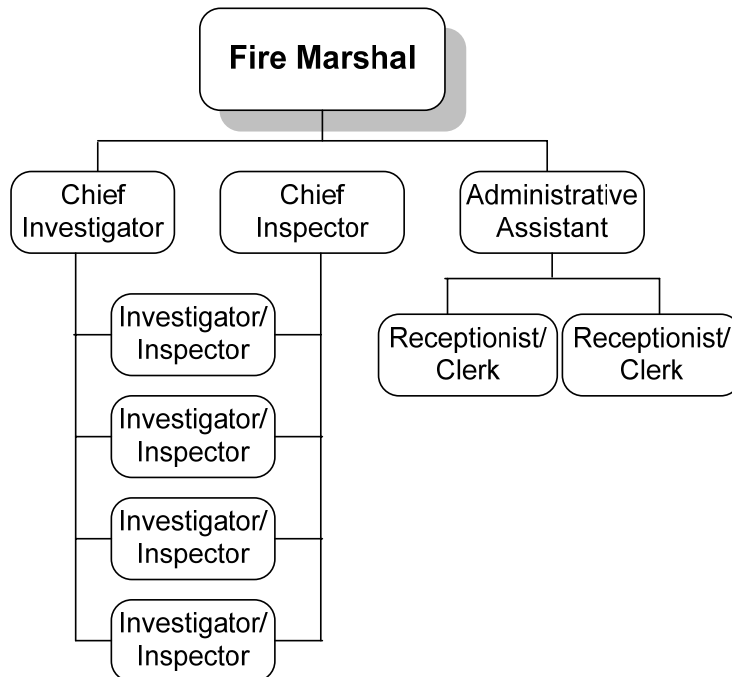 Fire Marshal
Chief
Investigator
Chief
Inspector
Administrative
Assistant
Investigator/
Inspector
Investigator/
Inspector
Investigator/
Inspector
Investigator/
Inspector
Receptionist/
Clerk
Receptionist/
Clerk